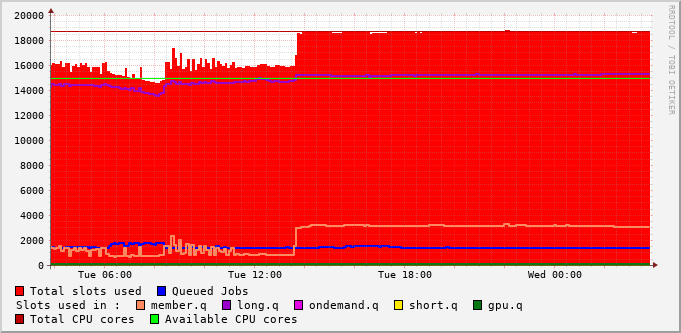 20000
18000
16000
14000
12000
10000
8000
6000
4000
2000
0
Tue 06:00 Tue 12:00 Tue 18:00 Wed 00:00
RRDTOOL / TOBI OETIKER
Total slots used Queued Jobs
Slots used in : member.q long.q ondemand.q short.q gpu.q
Total CPU cores Available CPU cores